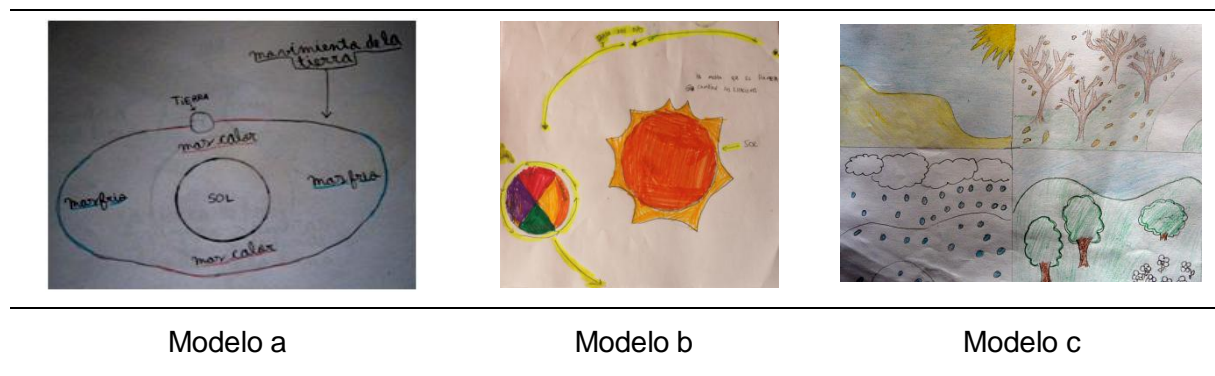 movimiento de la
tierra
TIERRA
mas calor
mas frio
mas frio
SOL
mas calor
SOL
Modelo a
Modelo b
Modelo c